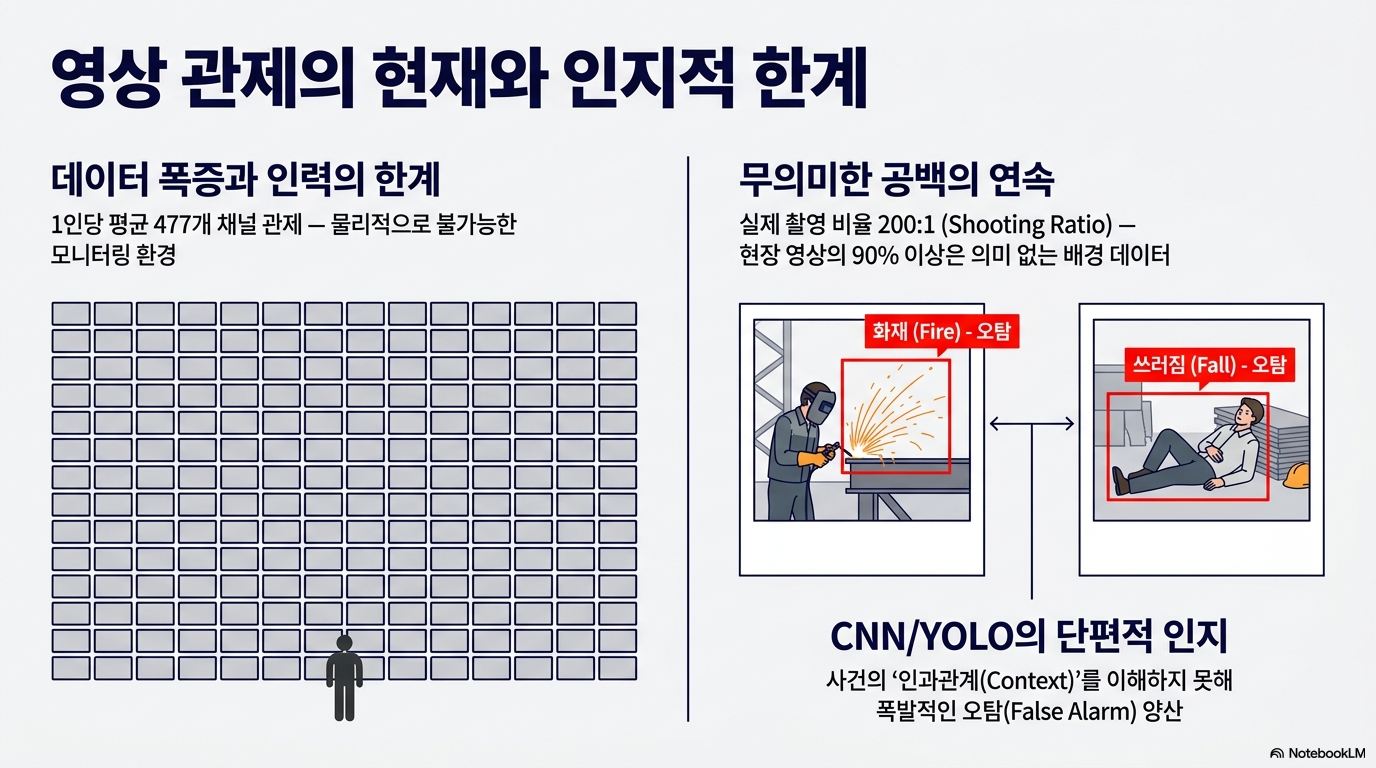 영상 관제의 현재와 인지적 한계
데이터 폭증과 인력의 한계
1인당 평균 477개 채널 관제 – 물리적으로 불가능한
모니터링 환경
무의미한 공백의 연속
실제 촬영 비율 200:1 (Shooting Ratio) –
현장 영상의 90% 이상은 의미 없는 배경 데이터
화재 (Fire) - 오탐
쓰러짐 (Fall) - 오탐
CNN/YOLO의 단편적 인지
사건의 ‘인과관계(Context)’를 이해하지 못해
폭발적인 오탐(False Alarm) 양산
NotebookLM